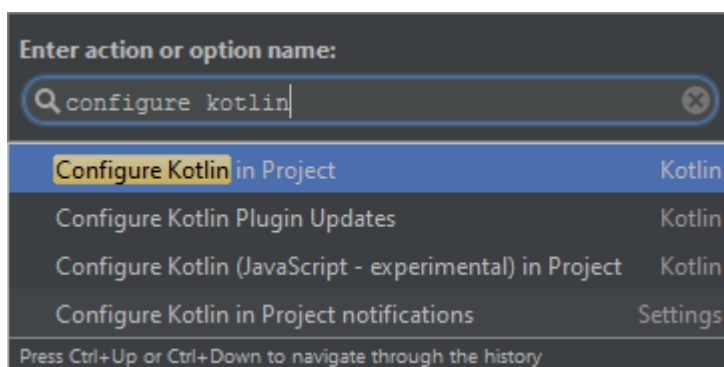 Enter action or option name:
configure kotlin
Configure Kotlin in Project Kotlin
Configure Kotlin Plugin Updates Kotlin
Configure Kotlin (JavaScript - experimental) in Project Kotlin
Configure Kotlin in Project notifications Settings
Press Ctrl+Up or Ctrl+Down to navigate through the history